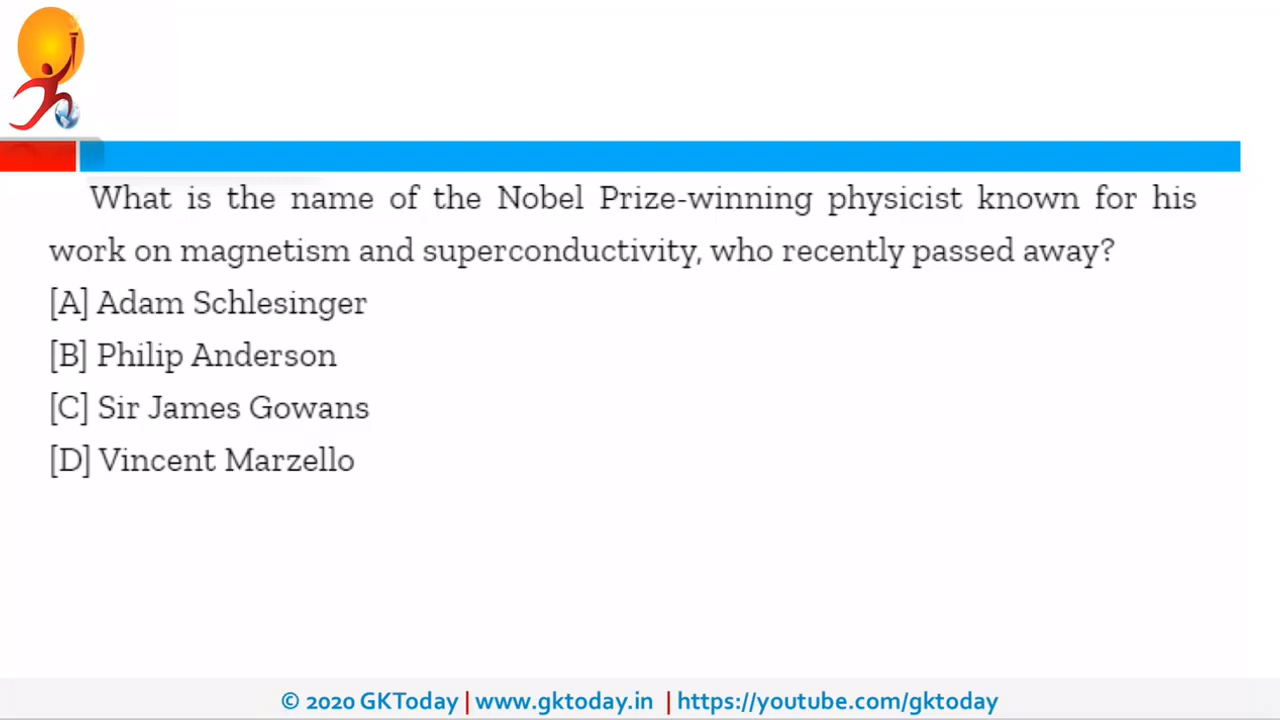 What is the name of the Nobel Prize-winning physicist known for his
work on magnetism and superconductivity, who recently passed away?
[A] Adam Schlesinger
[B] Philip Anderson
[C] Sir James Gowans
[D] Vincent Marzello
© 2020 GKToday | www.gktoday.in | https://youtube.com/gktoday